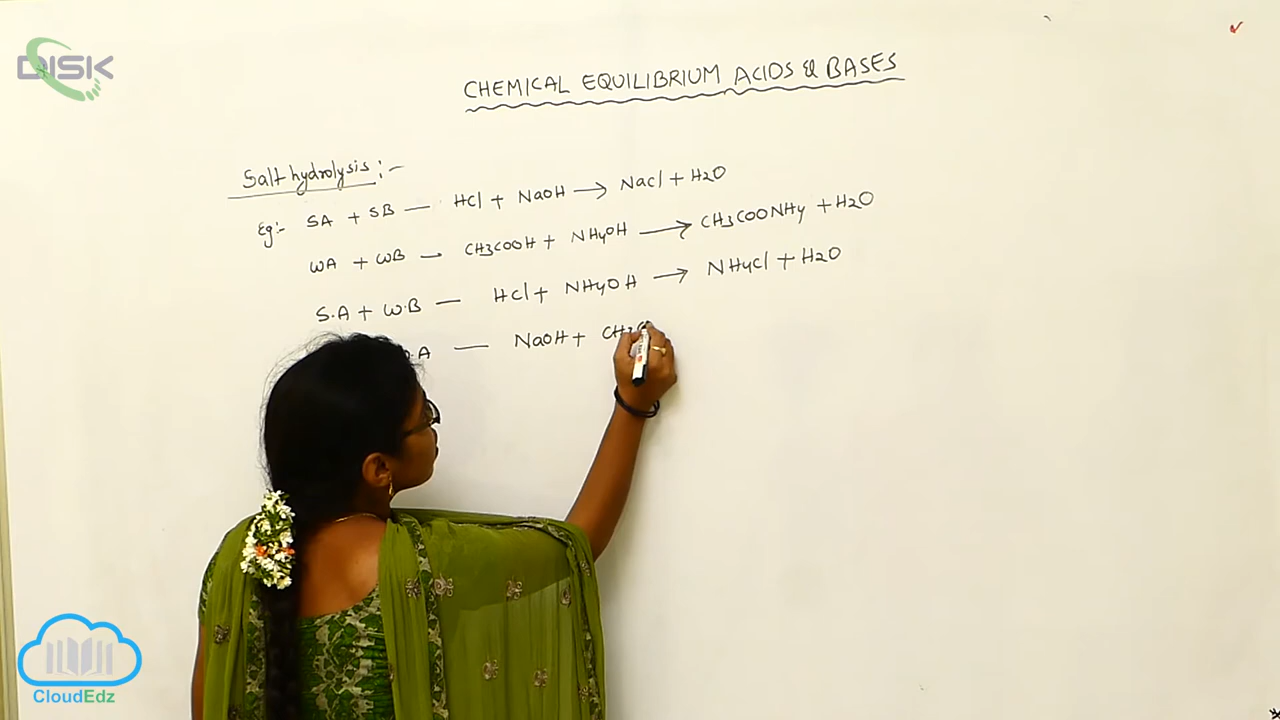 DISK
CHEMICAL EQUILIBRIUM ACIDS & BASES
Salt hydrolysis :-
Eg:- SA + SB — HCl + NaOH → NaCl + H2O
WA + WB — CH3COOH + NH4OH → CH3COONH4 + H2O
S.A + W.B — HCl + NH4OH → NH4Cl + H2O
.A — NaOH + CH3
CloudEdz